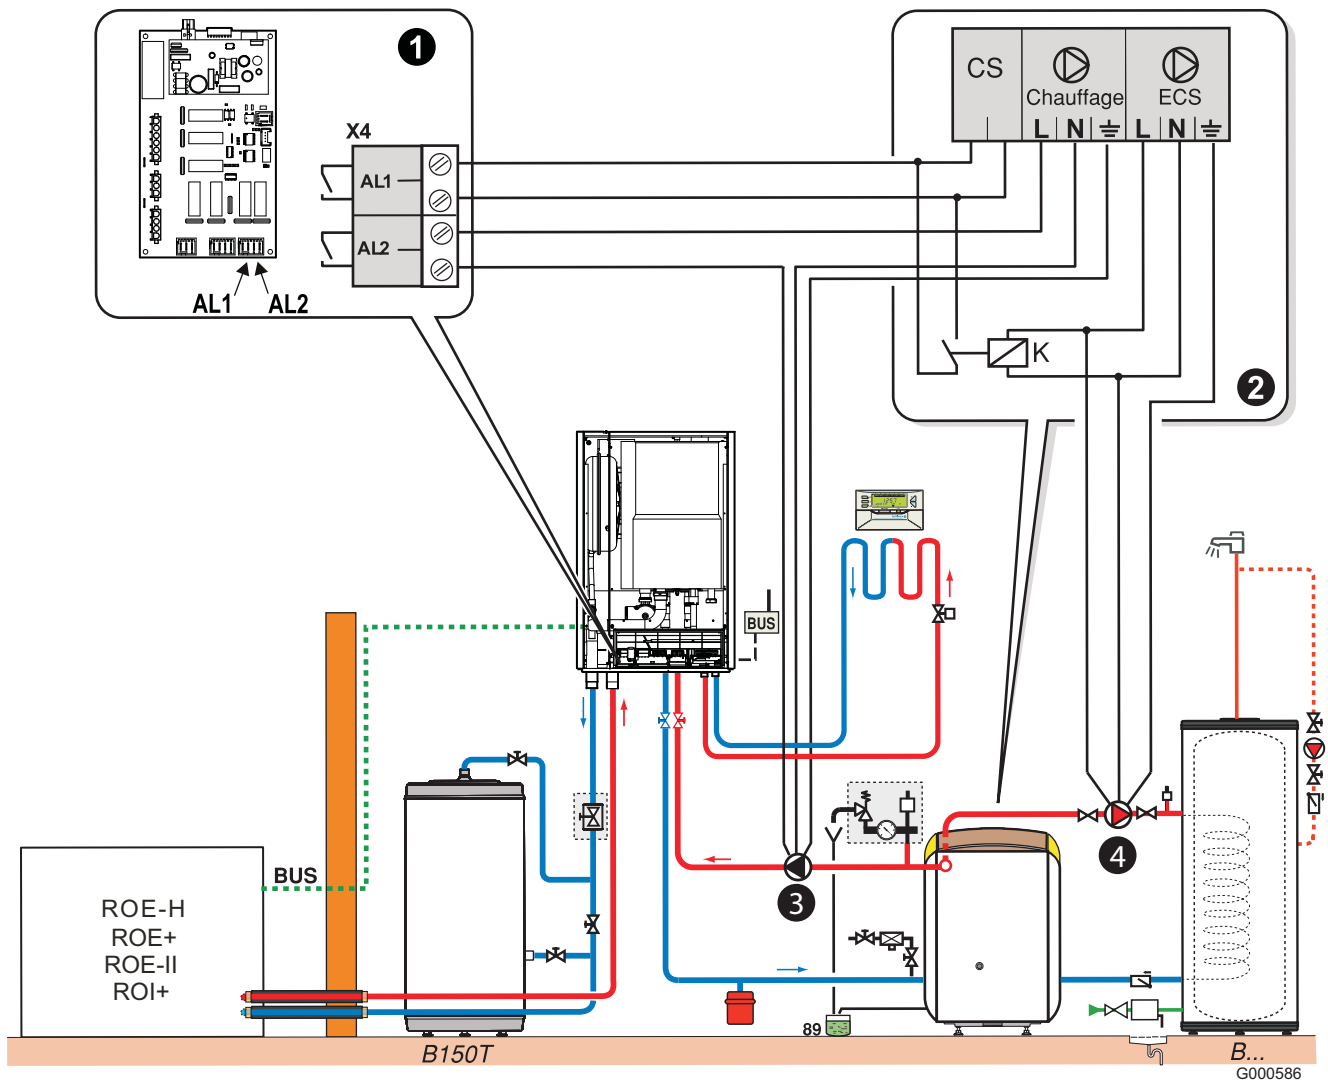 1
X4
AL1
AL2
AL1 AL2
CS
Chauffage
ECS
L N L N
K
2
BUS
BUS
ROE-H
ROE+
ROE-II
ROI+
3
4
89
B150T
B...
G000586